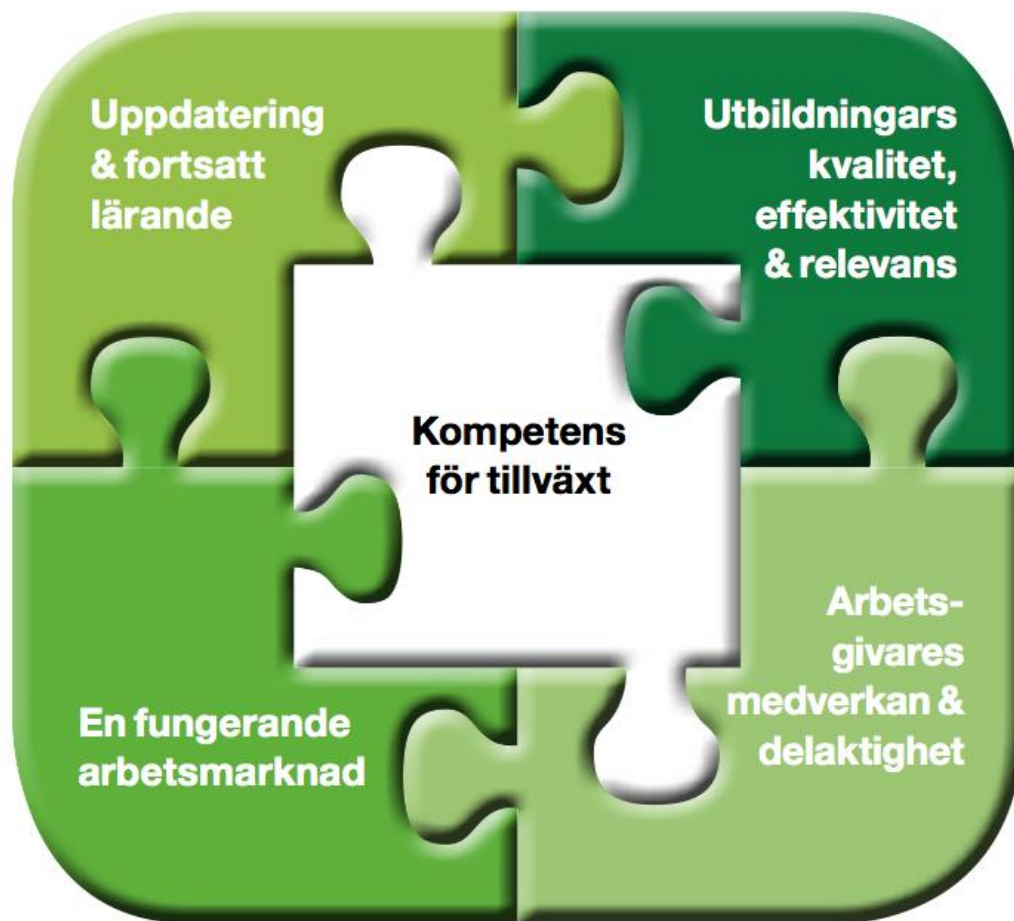 Uppdatering
& fortsatt
lärande
Utbildningars
kvalitet,
effektivitet
& relevans
Kompetens
för tillväxt
En fungerande
arbetsmarknad
Arbets-
givares
medverkan &
delaktighet